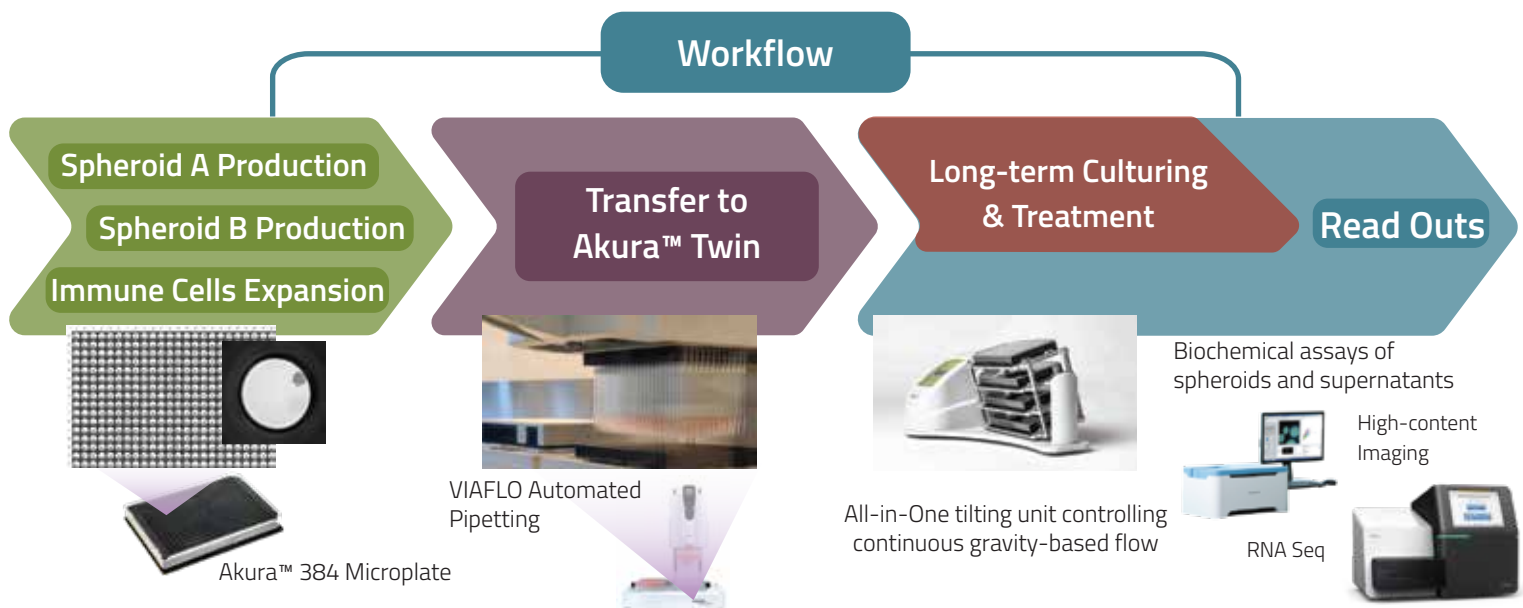 Workflow
Spheroid A Production
Spheroid B Production
Immune Cells Expansion
Transfer to
Akura™ Twin
Long-term Culturing
& Treatment
Read Outs
Akura™ 384 Microplate
VIAFLO Automated
Pipetting
All-in-One tilting unit controlling
continuous gravity-based flow
Biochemical assays of
spheroids and supernatants
High-content
Imaging
RNA Seq